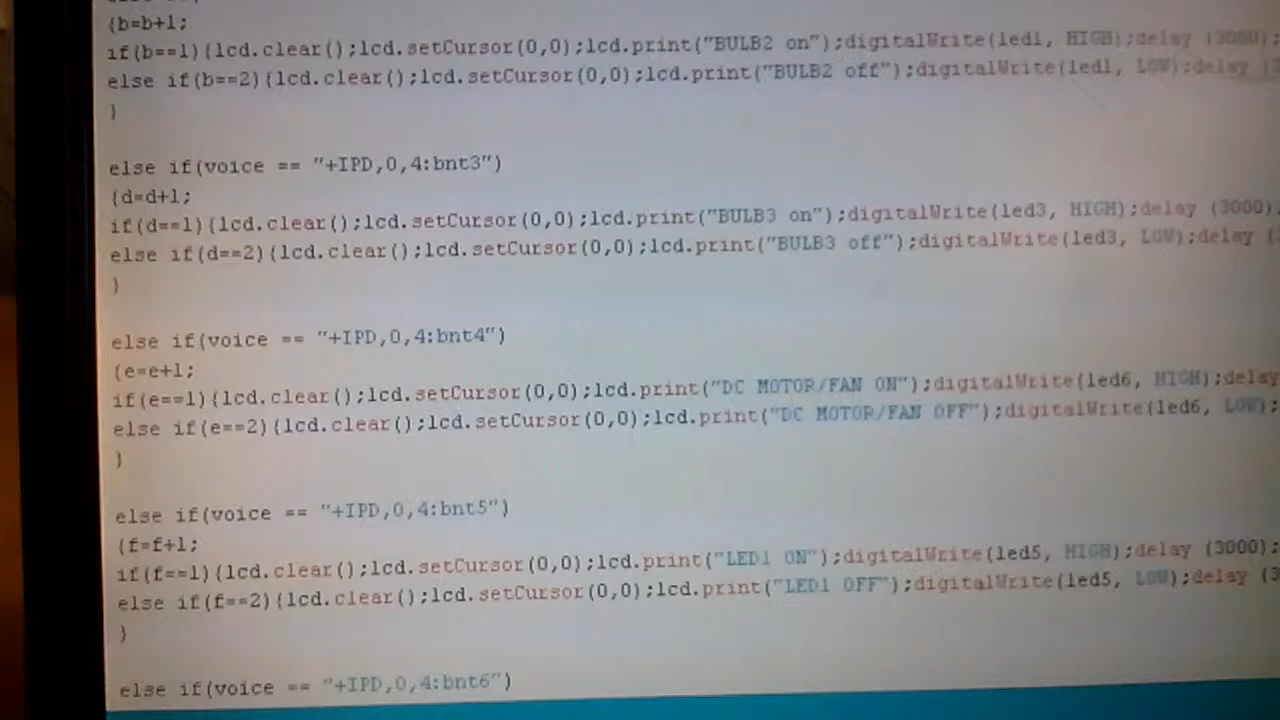 {b=b+1;
if(b==1){lcd.clear();lcd.setCursor(0,0);lcd.print("BULB2 on");digitalWrite(led1, HIGH);delay (3000);
else if(b==2){lcd.clear();lcd.setCursor(0,0);lcd.print("BULB2 off");digitalWrite(led1, LOW);delay (3
}
else if(voice == "+IPD,0,4:bnt3")
{d=d+1;
if(d==1){lcd.clear();lcd.setCursor(0,0);lcd.print("BULB3 on");digitalWrite(led3, HIGH);delay (3000)
else if(d==2){lcd.clear();lcd.setCursor(0,0);lcd.print("BULB3 off");digitalWrite(led3, LOW);delay (
}
else if(voice == "+IPD,0,4:bnt4")
{e=e+1;
if(e==1){lcd.clear();lcd.setCursor(0,0);lcd.print("DC MOTOR/FAN ON");digitalWrite(led6, HIGH);delay
else if(e==2){lcd.clear();lcd.setCursor(0,0);lcd.print("DC MOTOR/FAN OFF");digitalWrite(led6, LOW);
}
else if(voice == "+IPD,0,4:bnt5")
{f=f+1;
if(f==1){lcd.clear();lcd.setCursor(0,0);lcd.print("LED1 ON");digitalWrite(led5, HIGH);delay (3000);
else if(f==2){lcd.clear();lcd.setCursor(0,0);lcd.print("LED1 OFF");digitalWrite(led5, LOW);delay (3
}
else if(voice == "+IPD,0,4:bnt6")